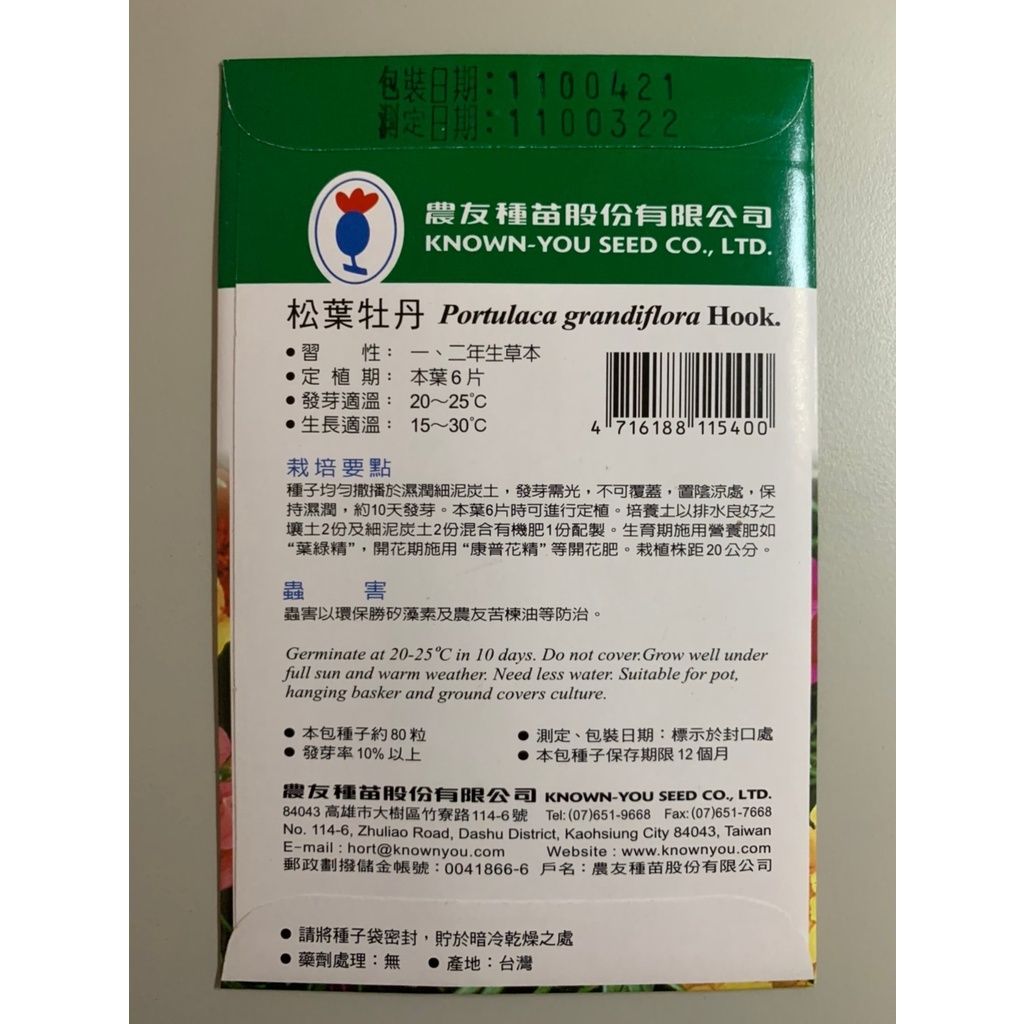 包裝日期:1100421
測定日期:1100322
農友種苗股份有限公司
KNOWN-YOU SEED CO., LTD.
松葉牡丹 Portulaca grandiflora Hook.
●習 性： 一、二年生草本
●定 植 期： 本葉6片
●發芽適溫： 20～25℃
●生長適溫： 15～30℃
4 716188 115400
栽培要點
種子均勻撒播於濕潤細泥炭土，發芽需光，不可覆蓋，置陰涼處，保
持濕潤，約10天發芽。本葉6片時可進行定植。培養土以排水良好之
壤土2份及細泥炭土2份混合有機肥1份配製。生育期施用營養肥如
“葉綠精”，開花期施用“康普花精”等開花肥。栽植株距20公分。
蟲 害
蟲害以環保勝矽藻素及農友苦楝油等防治。
Germinate at 20-25℃ in 10 days. Do not cover.Grow well under
full sun and warm weather. Need less water. Suitable for pot,
hanging basker and ground covers culture.
●本包種子約80粒 ●測定、包裝日期：標示於封口處
●發芽率10%以上 ●本包種子保存期限12個月
農友種苗股份有限公司 KNOWN-YOU SEED CO., LTD.
84043 高雄市大樹區竹寮路114-6號 Tel: (07)651-9668 Fax: (07)651-7668
No. 114-6, Zhuliao Road, Dashu District, Kaohsiung City 84043, Taiwan
E-mail : hort@knownyou.com Website : www.knownyou.com
郵政劃撥儲金帳號：0041866-6 戶名：農友種苗股份有限公司
●請將種子袋密封，貯於暗冷乾燥之處
●藥劑處理：無 ●產地：台灣